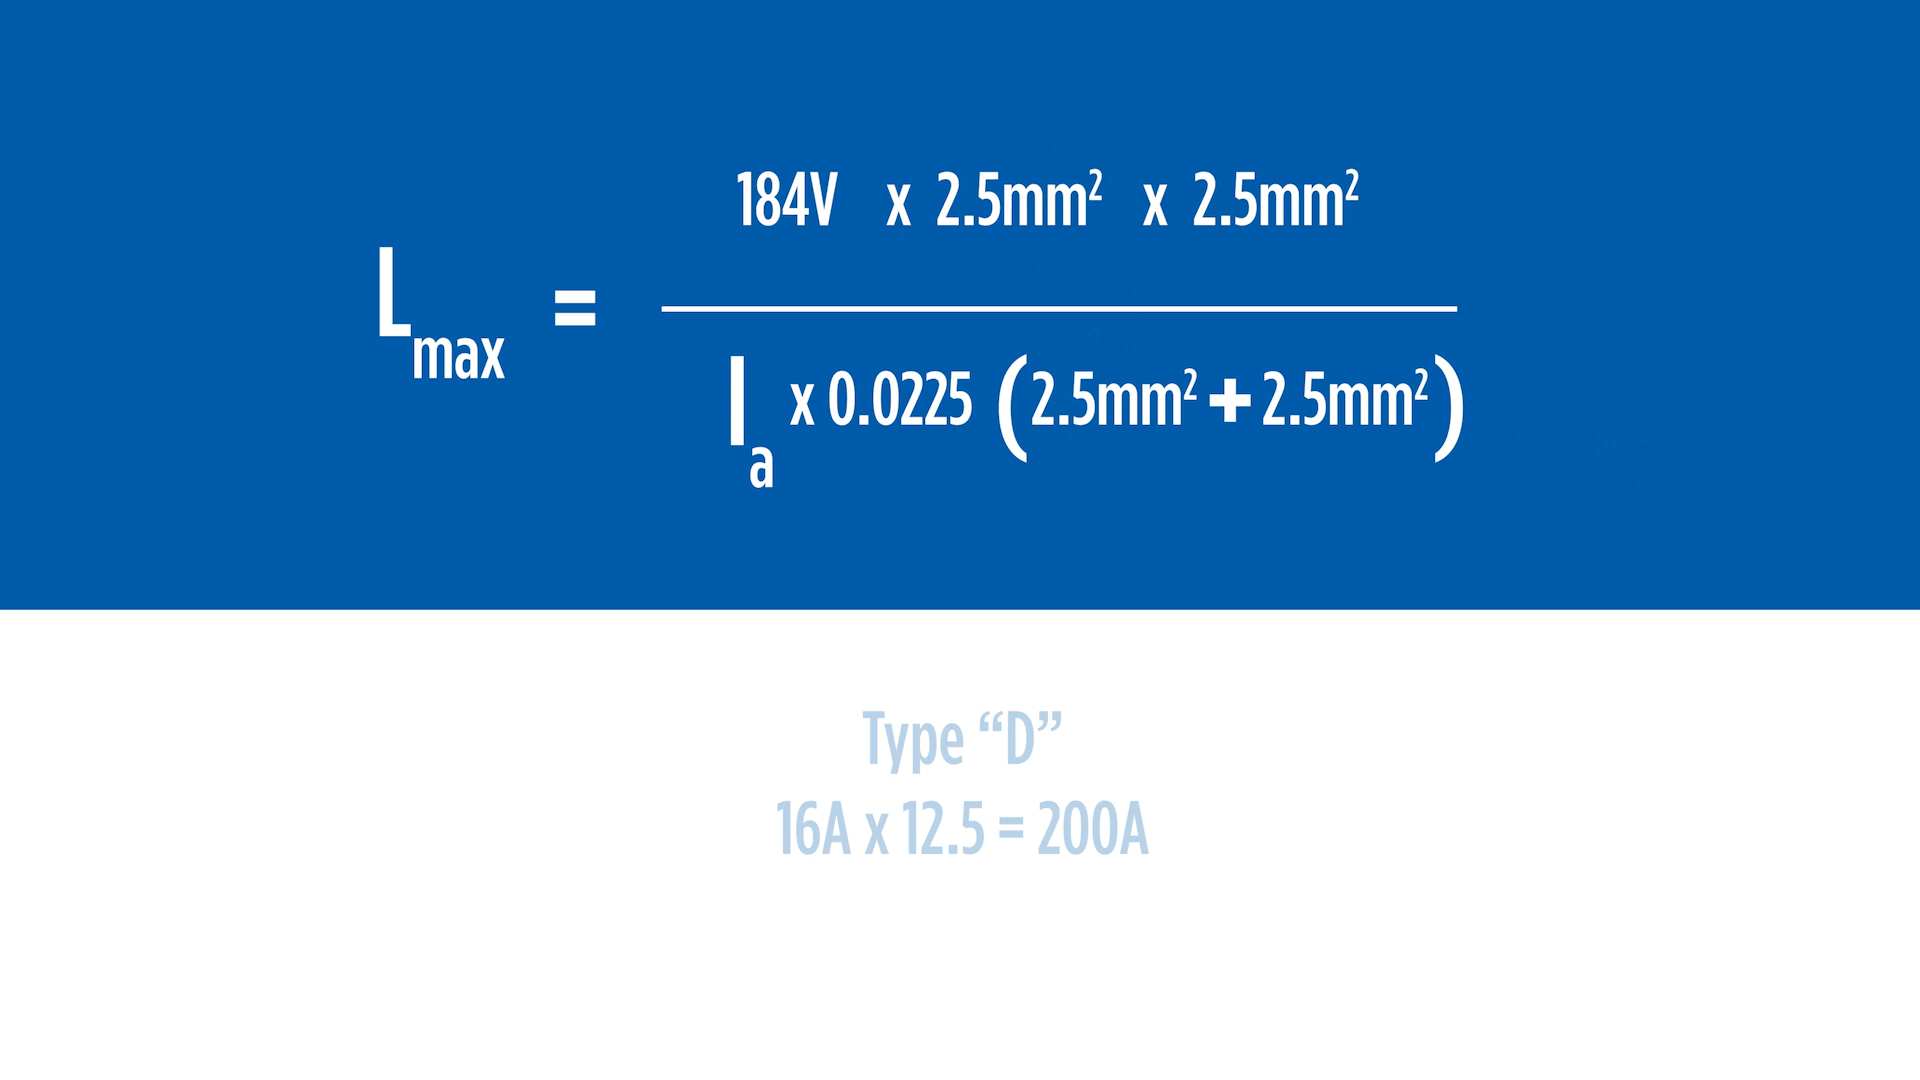 184V x 2.5mm²  x 2.5mm²
Lmax =
Ia x 0.0225 (2.5mm² + 2.5mm²)
Type “D”
16A x 12.5 = 200A